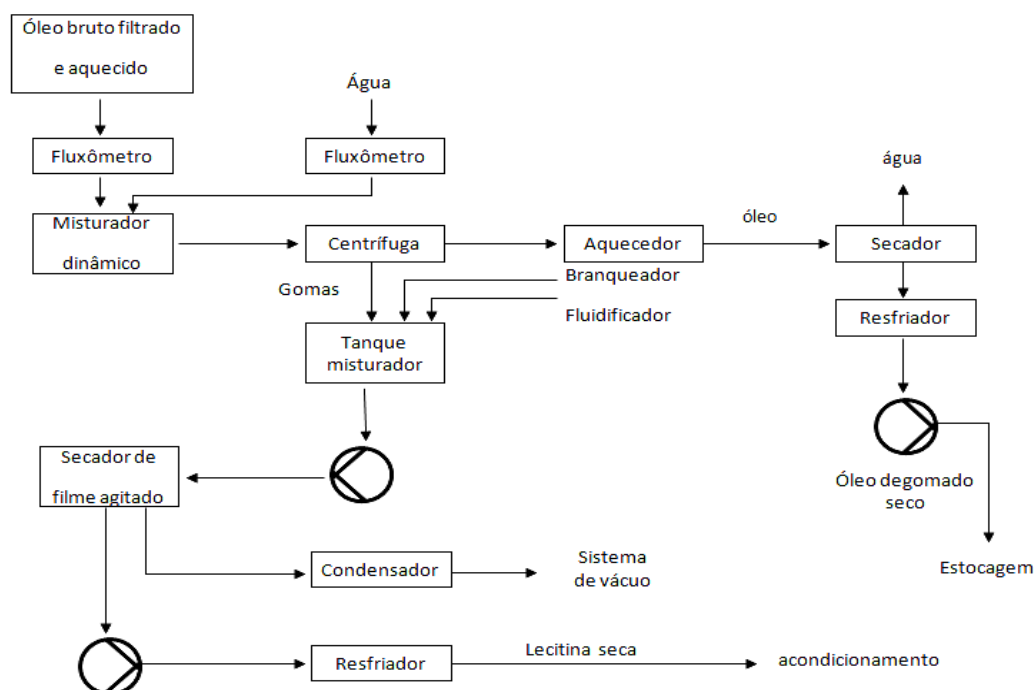 Óleo bruto filtrado
e aquecido
Água
Fluxômetro
Fluxômetro
água
Misturador
dinâmico
Centrífuga
Aquecedor
óleo
Secador
Gomas
Branqueador
Fluidificador
Resfriador
Tanque
misturador
Secador de
filme agitado
Óleo degomado
seco
Condensador
Sistema
de vácuo
Estocagem
Resfriador
Lecitina seca
acondicionamento